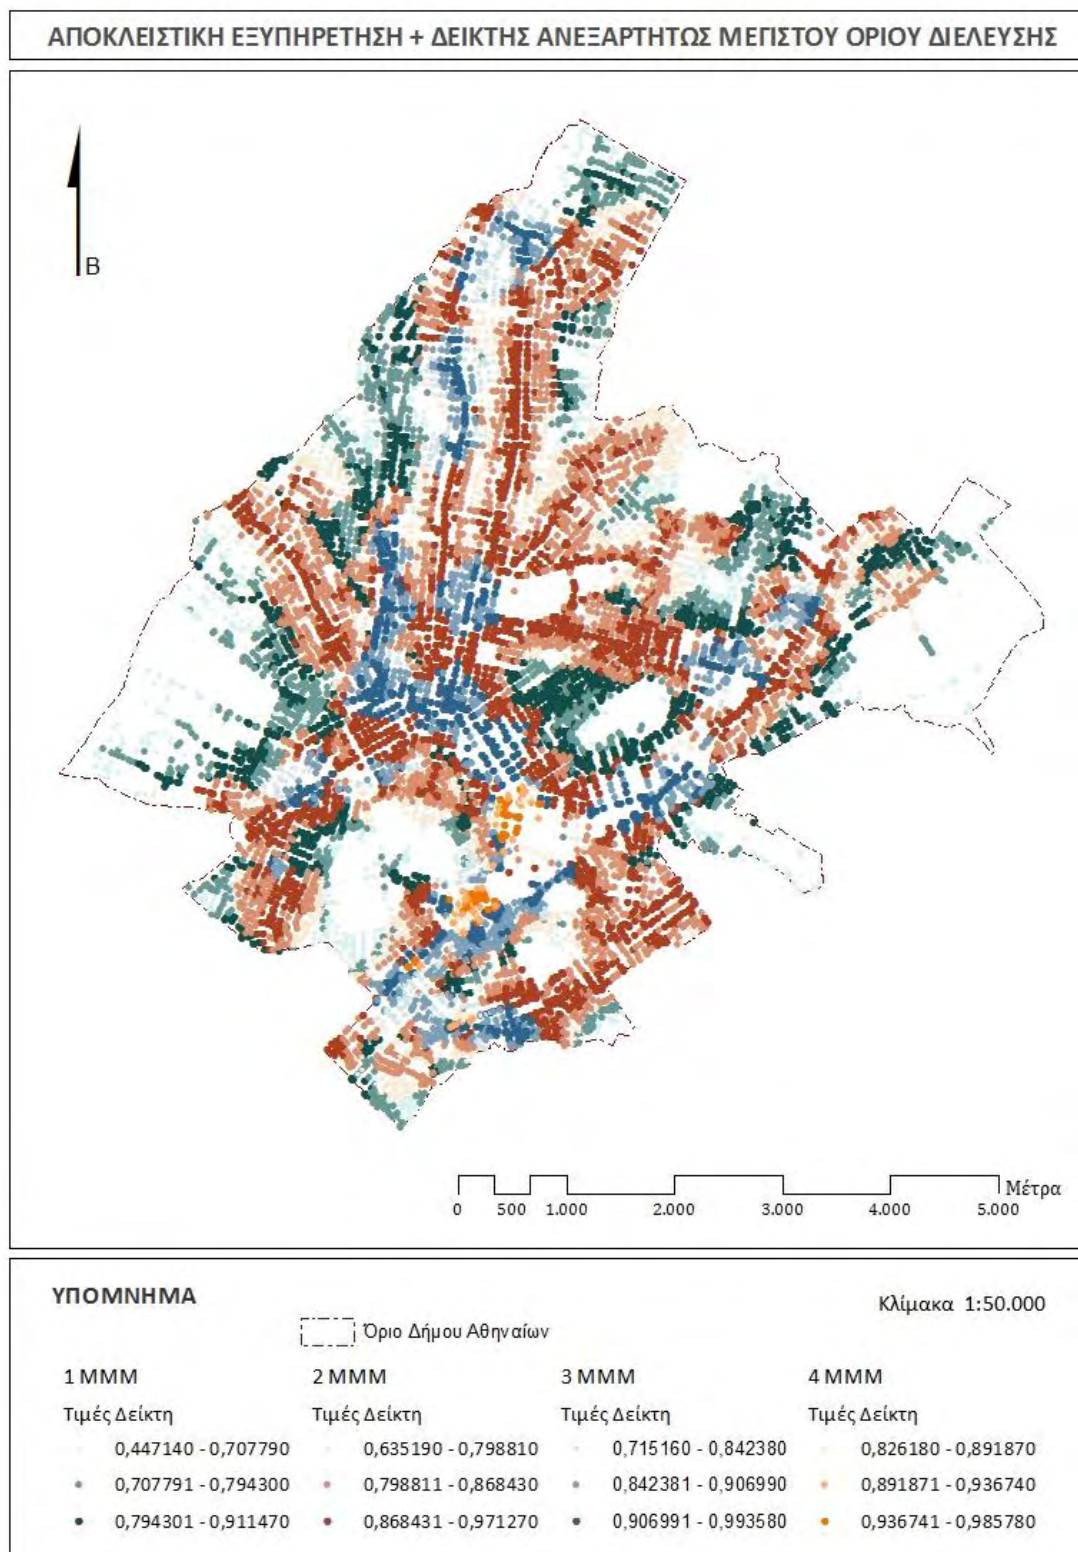 ΑΠΟΚΛΕΙΣΤΙΚΗ ΕΞΥΠΗΡΕΤΗΣΗ + ΔΕΙΚΤΗΣ ΑΝΕΞΑΡΤΗΤΩΣ ΜΕΓΙΣΤΟΥ ΟΡΙΟΥ ΔΙΕΛΕΥΣΗΣ
Β
Μέτρα
0 500 1.000 2.000 3.000 4.000 5.000
ΥΠΟΜΝΗΜΑ
Κλίμακα 1:50.000
Όριο Δήμου Αθηναίων
1 ΜΜΜ 2 ΜΜΜ 3 ΜΜΜ 4 ΜΜΜ
Τιμές Δείκτη Τιμές Δείκτη Τιμές Δείκτη Τιμές Δείκτη
0,447140 - 0,707790 0,635190 - 0,798810 0,715160 - 0,842380 0,826180 - 0,891870
0,707791 - 0,794300 0,798811 - 0,868430 0,842381 - 0,906990 0,891871 - 0,936740
0,794301 - 0,911470 0,868431 - 0,971270 0,906991 - 0,993580 0,936741 - 0,985780